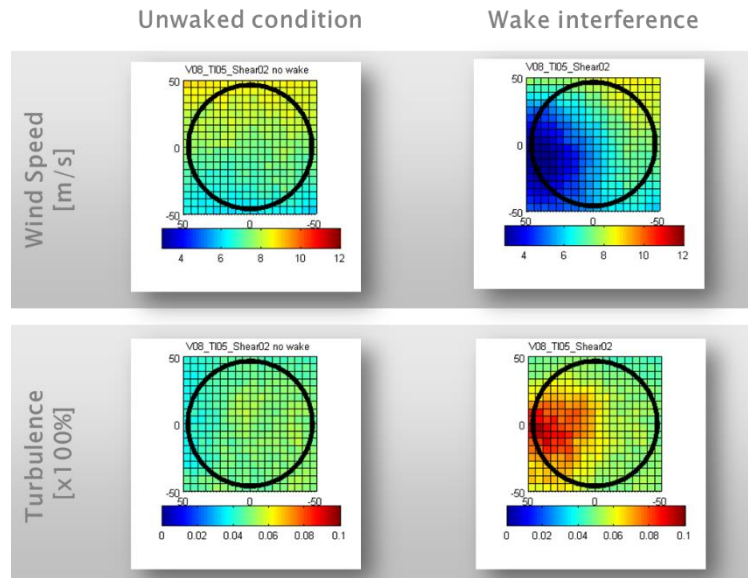 Unwaked condition
Wake interference
Wind Speed
[m/s]
V08_TI05_Shear02 no wake
50
0
-50
50
0
-50
4 6 8 10 12
V08_TI05_Shear02
50
0
-50
50
0
-50
4 6 8 10 12
Turbulence
[x100%]
V08_TI05_Shear02 no wake
50
0
-50
50
0
-50
0 0.02 0.04 0.06 0.08 0.1
V08_TI05_Shear02
50
0
-50
50
0
-50
0 0.02 0.04 0.06 0.08 0.1